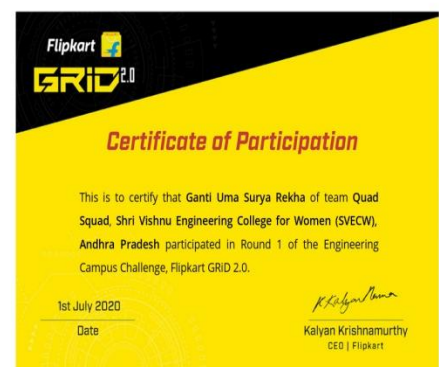 Flipkart
GRiD 2.0
Certificate of Participation
This is to certify that Ganti Uma Surya Rekha of team Quad
Squad, Shri Vishnu Engineering College for Women (SVECW),
Andhra Pradesh participated in Round 1 of the Engineering
Campus Challenge, Flipkart GRiD 2.0.
1st July 2020
Date
Kalyan Krishnamurthy
CEO | Flipkart